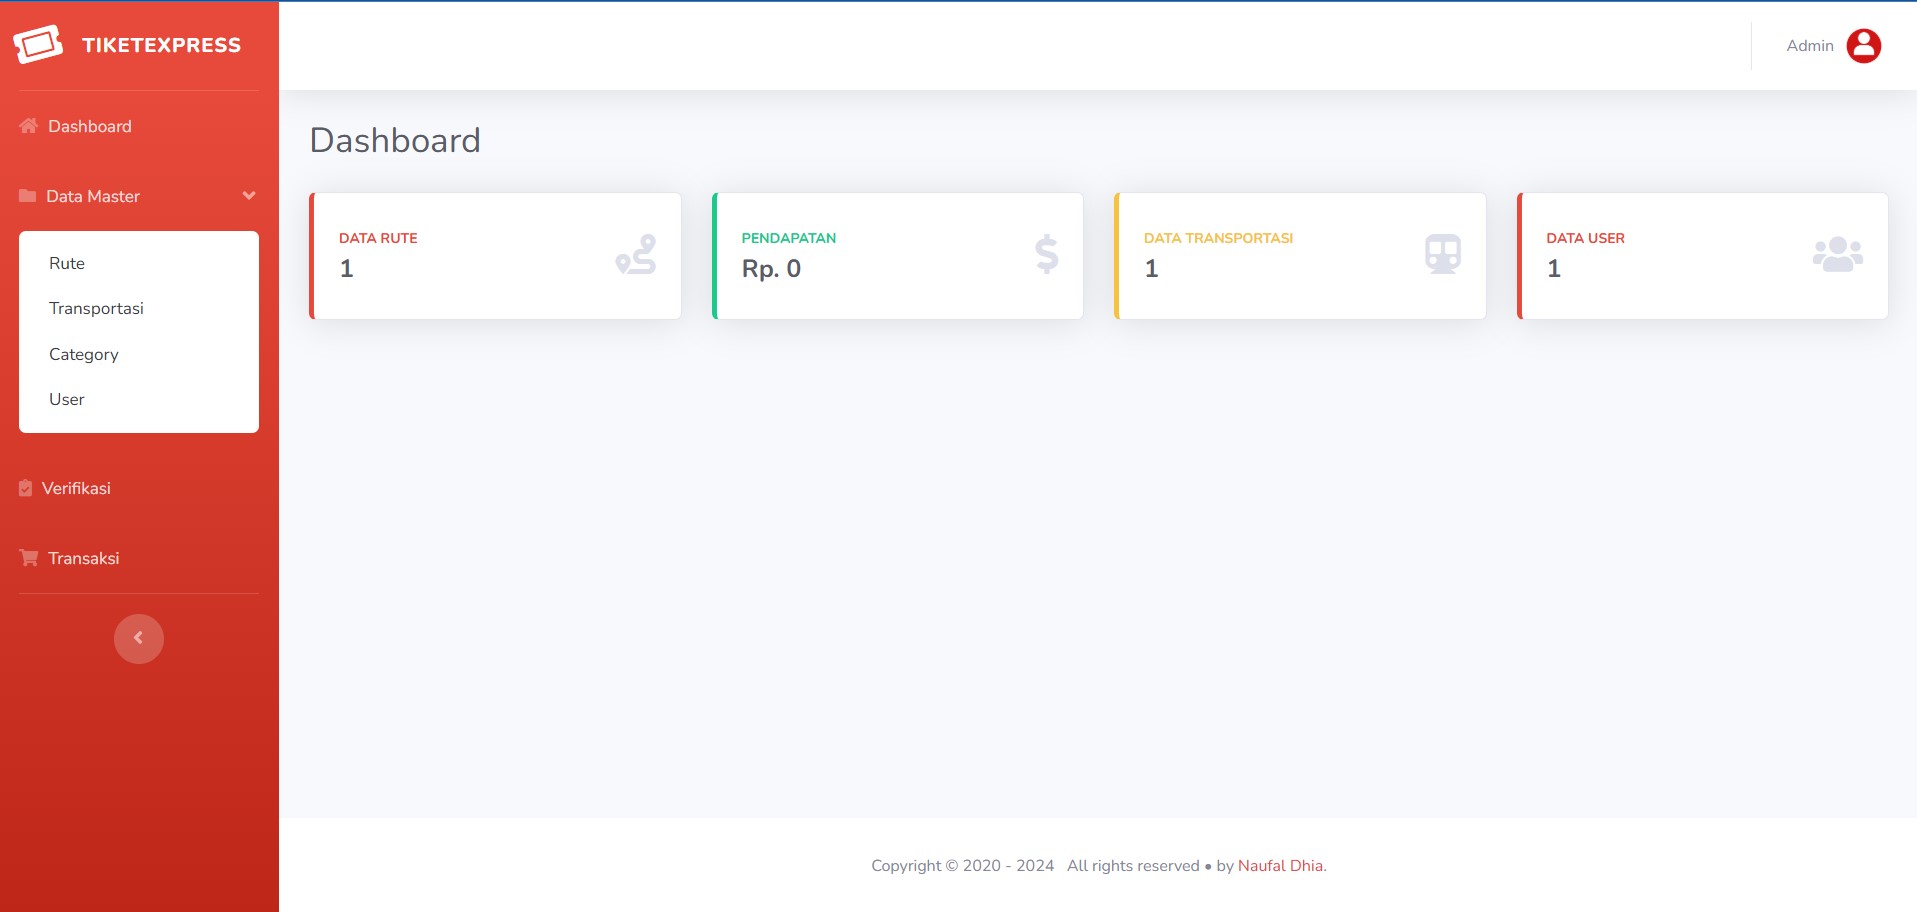 TIKETEXPRESS
Admin
Dashboard
Data Master
Rute
Transportasi
Category
User
Verifikasi
Transaksi
Dashboard
DATA RUTE
1
PENDAPATAN
Rp. 0
DATA TRANSPORTASI
1
DATA USER
1
Copyright © 2020 - 2024 All rights reserved • by Naufal Dhia.